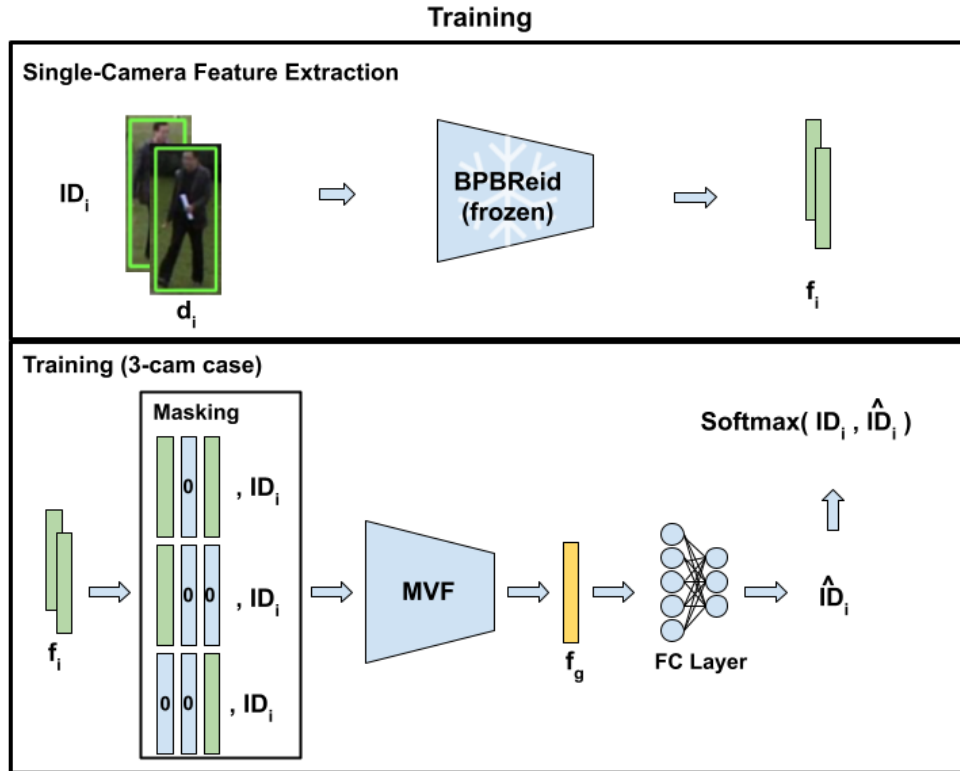 Training
Single-Camera Feature Extraction
ID_i
d_i
BPBReid
(frozen)
f_i
Training (3-cam case)
Masking
0 , ID_i
0 0 , ID_i
0 0 , ID_i
f_i
MVF
f_g
FC Layer
Softmax( ID_i , ÎD_i )
ÎD_i